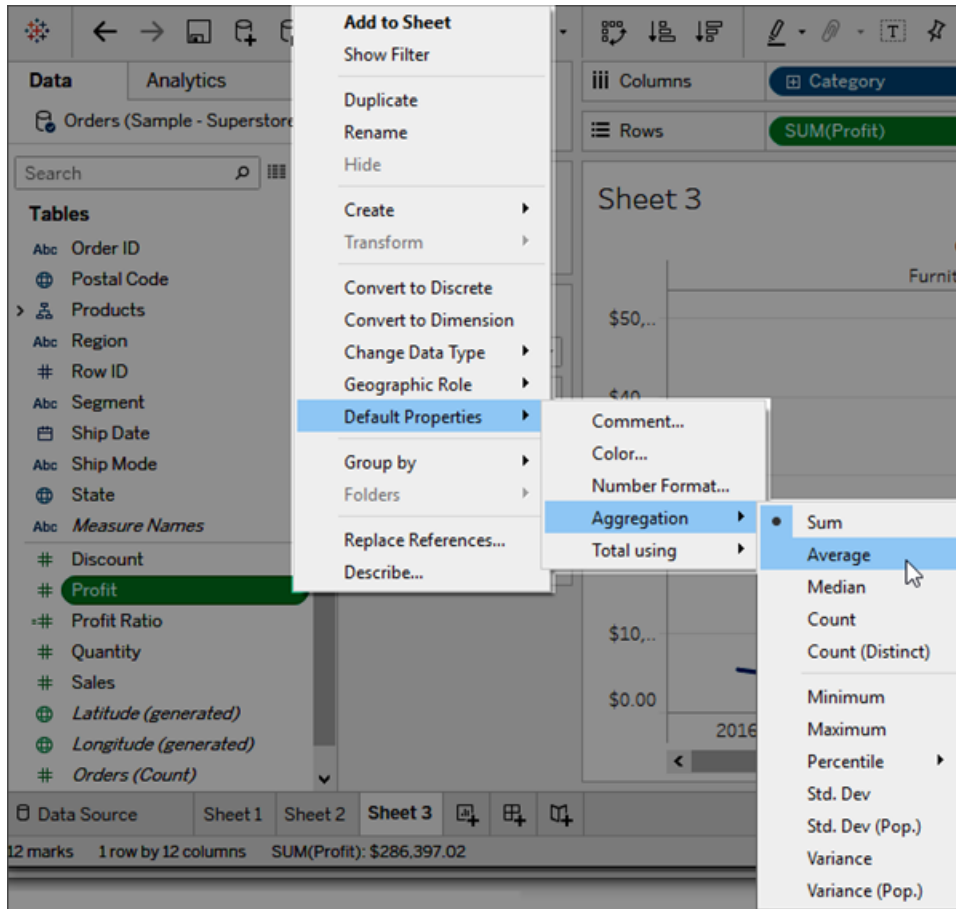 Data
Analytics
Orders (Sample - Superstore
Search
Tables
Abc Order ID
Postal Code
Products
Abc Region
# Row ID
Abc Segment
Ship Date
Abc Ship Mode
State
Abc Measure Names
# Discount
# Profit
=# Profit Ratio
# Quantity
# Sales
Latitude (generated)
Longitude (generated)
# Orders (Count)
Add to Sheet
Show Filter
Duplicate
Rename
Hide
Create
Transform
Convert to Discrete
Convert to Dimension
Change Data Type
Geographic Role
Default Properties
Group by
Folders
Replace References...
Describe...
Comment...
Color...
Number Format...
Aggregation
Total using
Sum
Average
Median
Count
Count (Distinct)
Minimum
Maximum
Percentile
Std. Dev
Std. Dev (Pop.)
Variance
Variance (Pop.)
T
Columns
Category
Rows
SUM(Profit)
Sheet 3
Furnit
$50,..
$10,..
$0.00
2016
Data Source
Sheet 1
Sheet 2
Sheet 3
12 marks 1 row by 12 columns SUM(Profit): $286,397.02